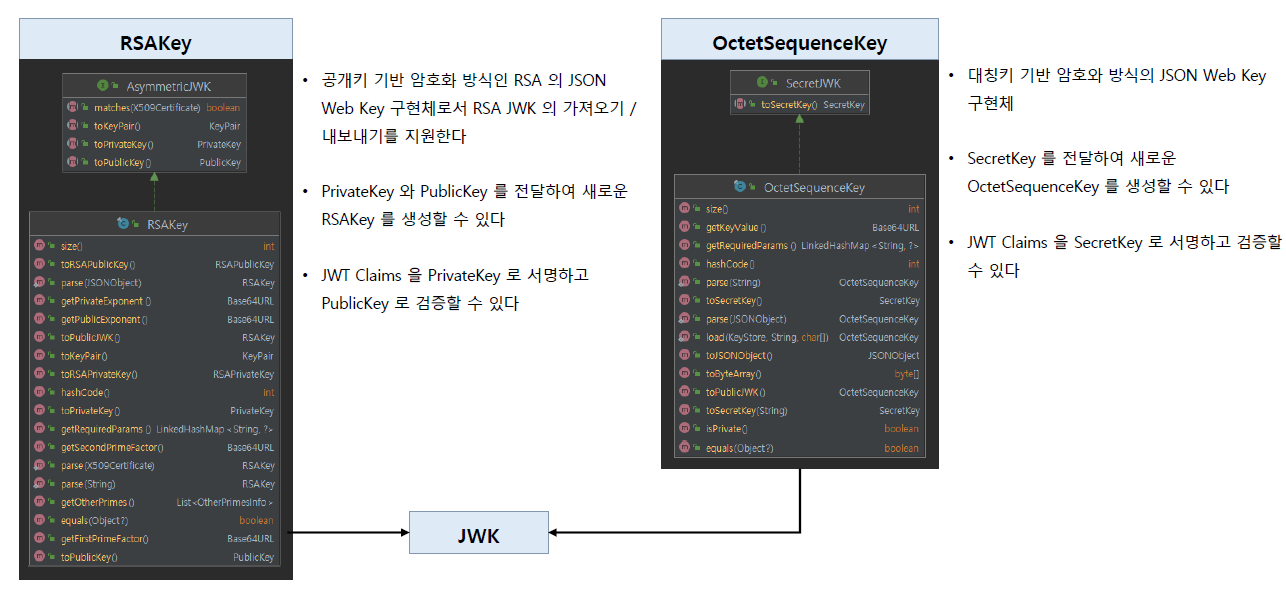 RSAKey
AsymmetricJWK
matches(X509Certificate) boolean
toKeyPair() KeyPair
toPrivateKey() PrivateKey
toPublicKey() PublicKey
RSAKey
size() int
toRSAPublicKey() RSAPublicKey
parse(JSONObject) RSAKey
getPrivateExponent () Base64URL
getPublicExponent () Base64URL
toPublicJWK() RSAKey
toKeyPair() KeyPair
toRSAPrivateKey() RSAPrivateKey
hashCode() int
toPrivateKey() PrivateKey
getRequiredParams () LinkedHashMap <String, ?>
getSecondPrimeFactor() Base64URL
parse(X509Certificate) RSAKey
parse(String) RSAKey
getOtherPrimes () List<OtherPrimesInfo >
equals(Object?) boolean
getFirstPrimeFactor() Base64URL
toPublicKey() PublicKey
• 공개키 기반 암호화 방식인 RSA 의 JSON
Web Key 구현체로서 RSA JWK 의 가져오기 /
내보내기를 지원한다
• PrivateKey 와 PublicKey 를 전달하여 새로운
RSAKey 를 생성할 수 있다
• JWT Claims 을 PrivateKey 로 서명하고
PublicKey 로 검증할 수 있다
OctetSequenceKey
SecretJWK
toSecretKey() SecretKey
OctetSequenceKey
size() int
getKeyValue () Base64URL
getRequiredParams () LinkedHashMap <String, ?>
hashCode() int
parse(String) OctetSequenceKey
toSecretKey() SecretKey
parse(JSONObject) OctetSequenceKey
load(KeyStore, String, char[]) OctetSequenceKey
toJSONObject() JSONObject
toByteArray() byte[]
toPublicJWK() OctetSequenceKey
toSecretKey(String) SecretKey
isPrivate() boolean
equals(Object?) boolean
• 대칭키 기반 암호와 방식의 JSON Web Key
구현체
• SecretKey 를 전달하여 새로운
OctetSequenceKey 를 생성할 수 있다
• JWT Claims 을 SecretKey 로 서명하고 검증할
수 있다
JWK